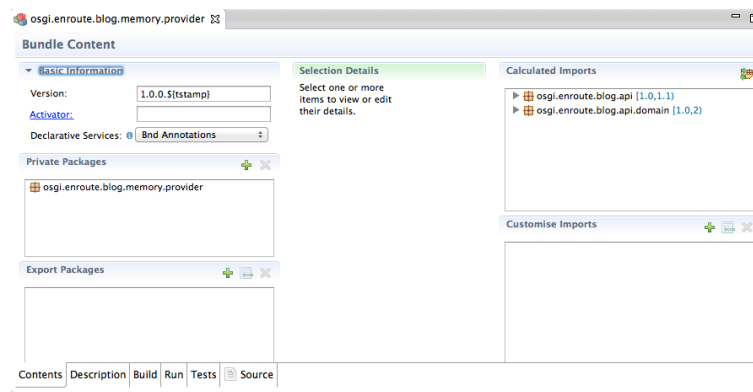 osgi.enroute.blog.memory.provider
Bundle Content
Basic Information
Version:
1.0.0.${tstamp}
Activator:
Declarative Services:
Bnd Annotations
Private Packages
osgi.enroute.blog.memory.provider
Export Packages
Selection Details
Select one or more
items to view or edit
their details.
Calculated Imports
osgi.enroute.blog.api [1.0,1.1)
osgi.enroute.blog.api.domain [1.0,2)
Customise Imports
Contents Description Build Run Tests Source